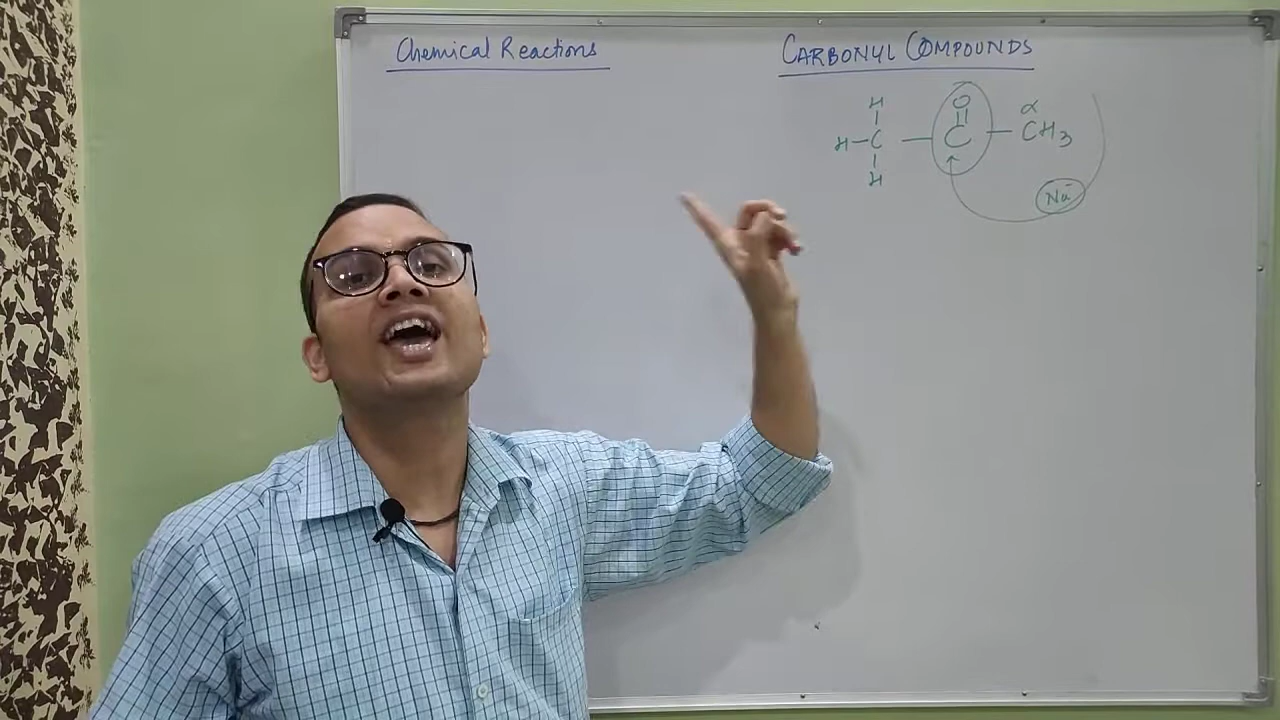 Chemical Reactions
CARBONYL COMPOUNDS
H O α
H–C — C — CH3
H
Nu⁻